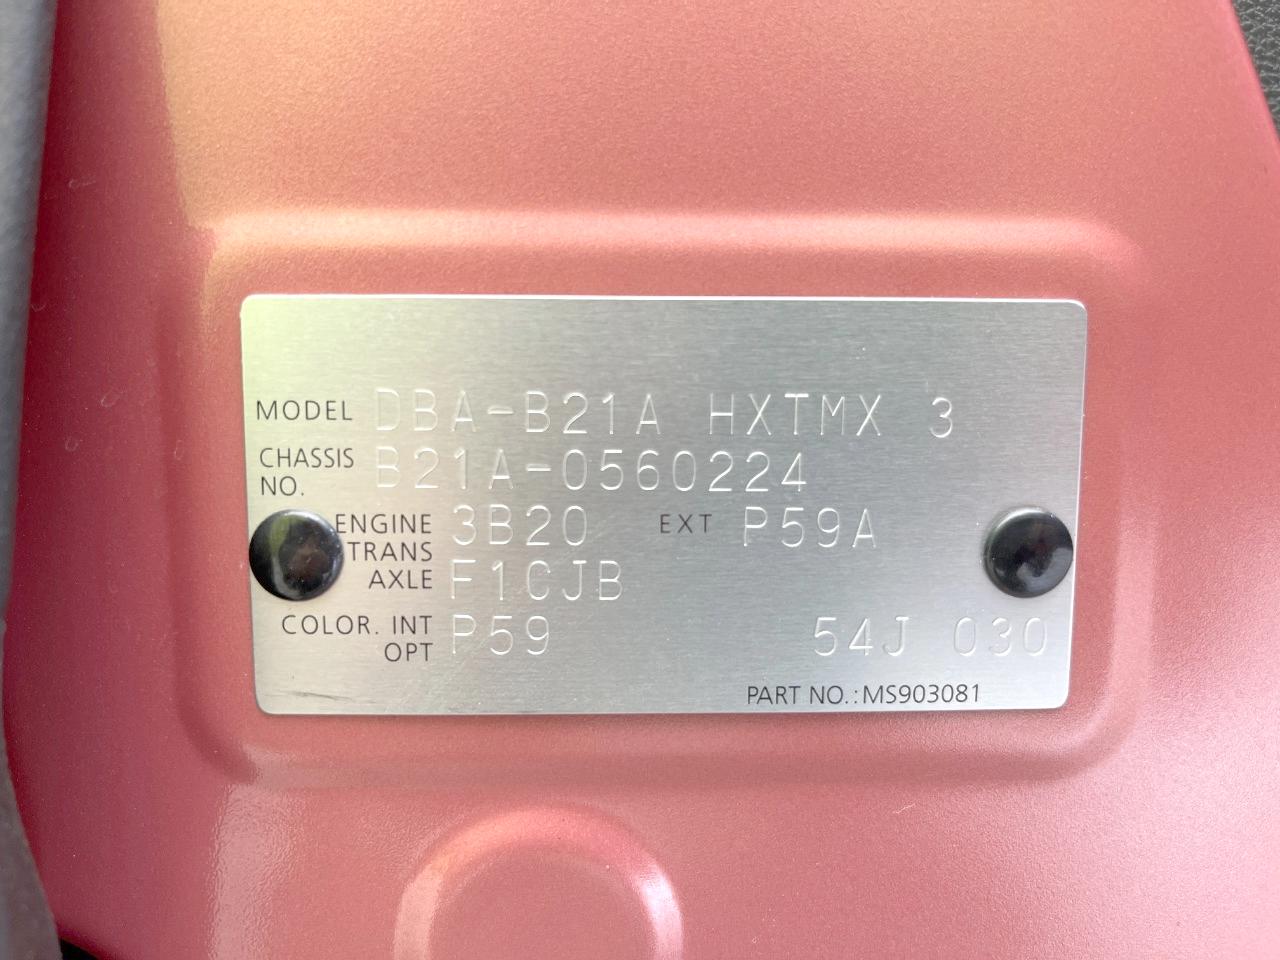 MODEL DBA-B21A HXTMX 3
CHASSIS NO. B21A-0560224
ENGINE 3B20 EXT P59A
TRANS AXLE F1CJB
COLOR. INT OPT P59 54J 030
PART NO.: MS903081